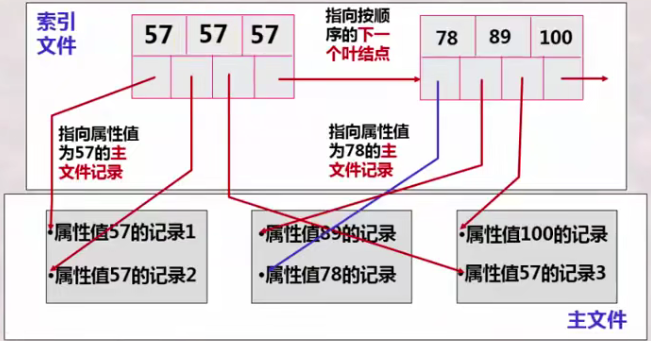 索引
文件
57 57 57
指向按顺
序的下一
个叶结点
78 89 100
指向属性值
为57的主
文件记录
指向属性值
为78的主
文件记录
•属性值57的记录1
•属性值57的记录2
•属性值89的记录
•属性值78的记录
•属性值100的记录
•属性值57的记录3
主文件